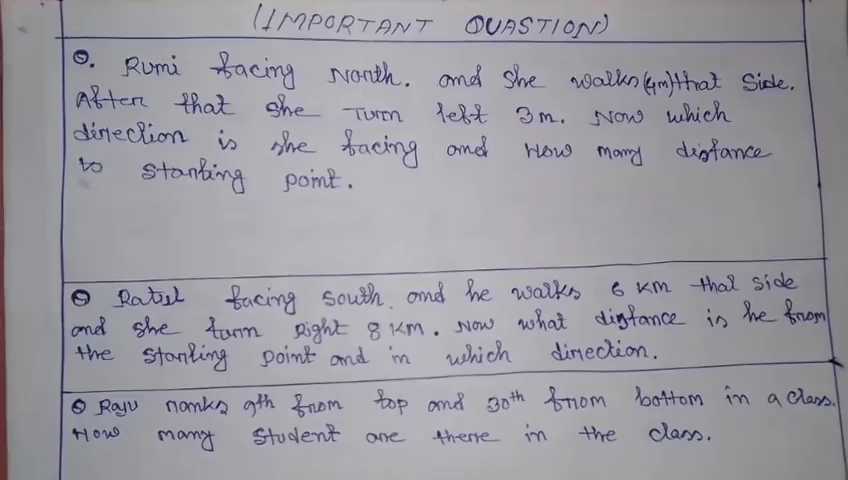 (IMPORTANT QUASTION)
Q. Rumi facing North. and she walks (4m) that side.
After that she Turn left 3m. Now which
direction is she facing and How many distance
to starting point.
Q Ratul facing South. and he walks 6 KM that side
and she turn Right 8 KM. Now what distance is he from
the starting point and in which direction.
Q Raju ranks 9th from top and 30th from bottom in a class.
How many student are there in the class.